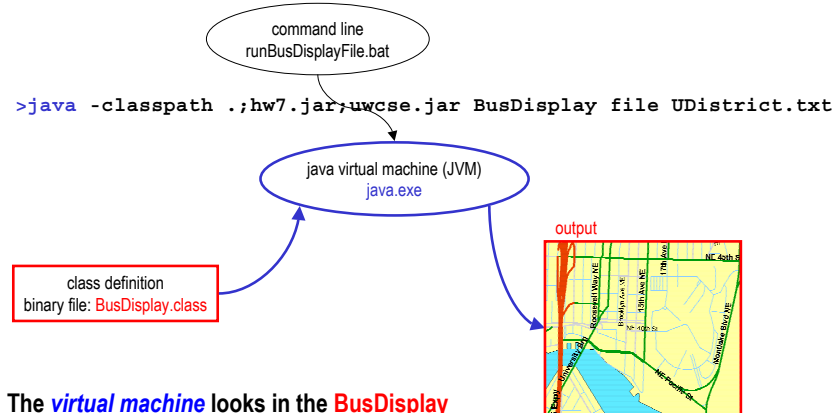 command line
runBusDisplayFile.bat
>java -classpath .;hw7.jar;uwcse.jar BusDisplay file UDistrict.txt
java virtual machine (JVM)
java.exe
output
class definition
binary file: BusDisplay.class
NE 45th S
17th Ave
Roosevelt Way NE
Brooklyn Ave NE
15th Ave NE
NE 40th St
Montlake Blvd NE
University Br
NE Pacific St
Expy
The virtual machine looks in the BusDisplay